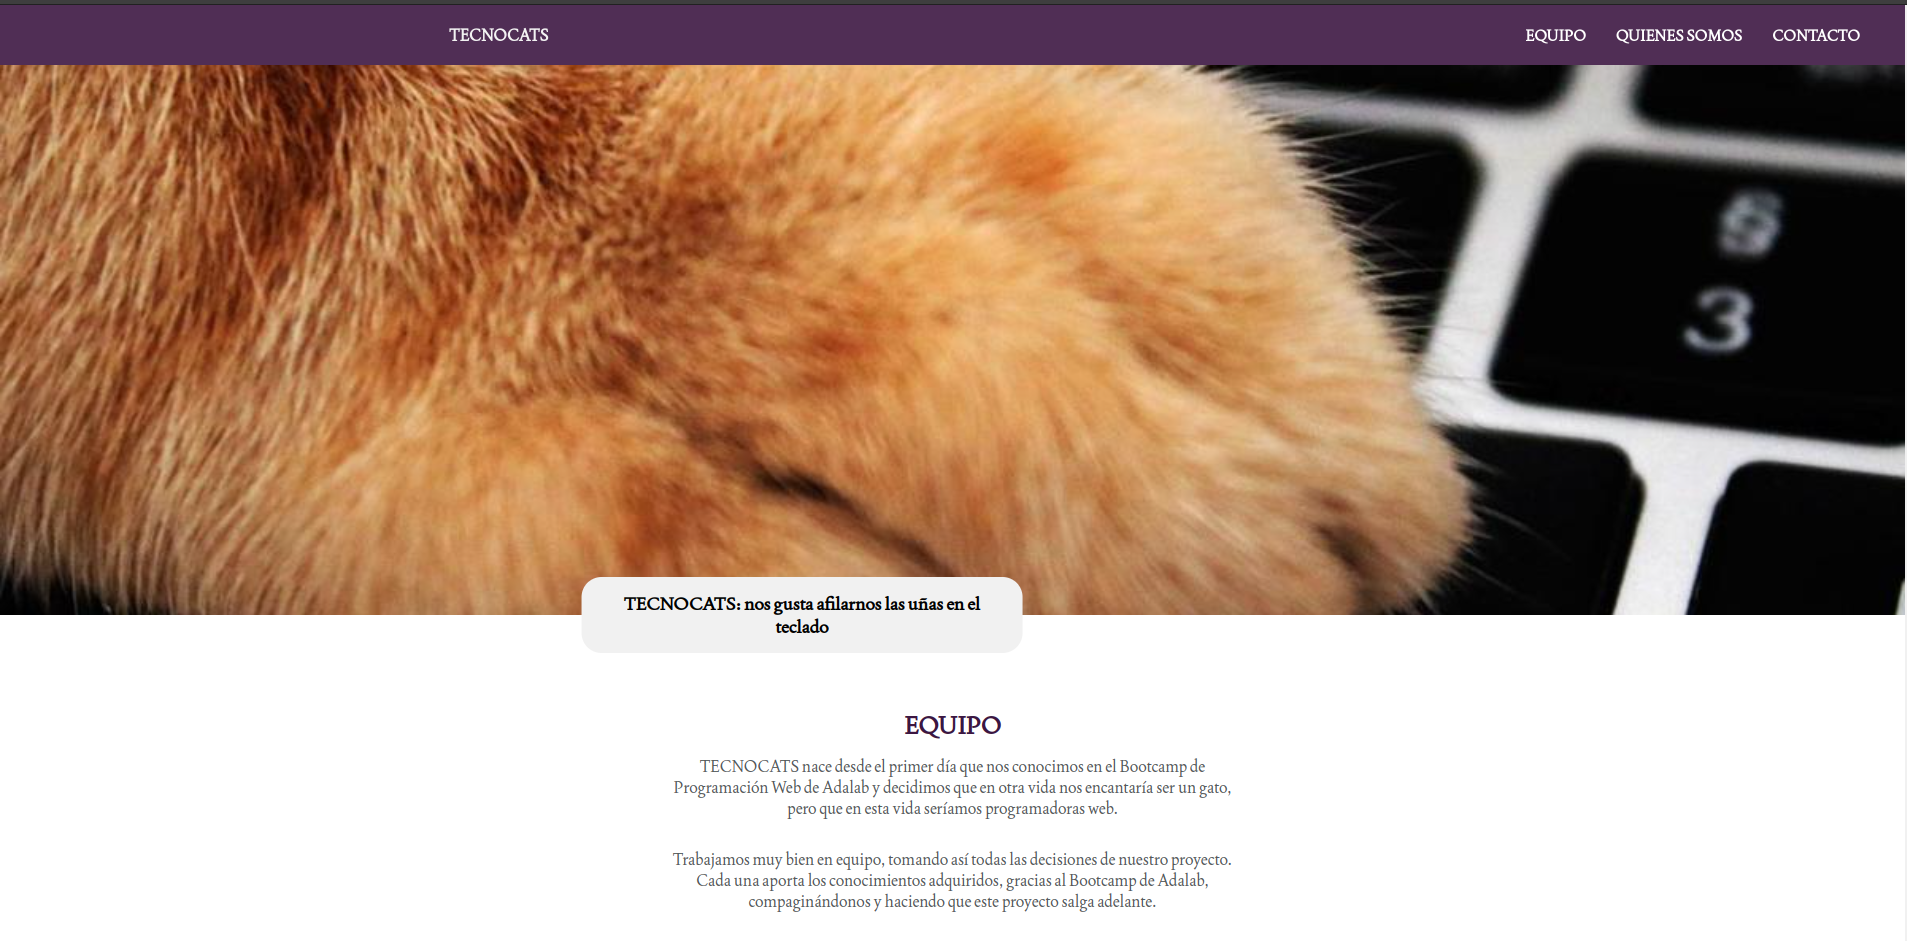 TECNOCATS
EQUIPO QUIENES SOMOS CONTACTO
3
TECNOCATS: nos gusta afilarnos las uñas en el
teclado
EQUIPO
TECNOCATS nace desde el primer día que nos conocimos en el Bootcamp de
Programación Web de Adalab y decidimos que en otra vida nos encantaría ser un gato,
pero que en esta vida seríamos programadoras web.
Trabajamos muy bien en equipo, tomando así todas las decisiones de nuestro proyecto.
Cada una aporta los conocimientos adquiridos, gracias al Bootcamp de Adalab,
compaginándonos y haciendo que este proyecto salga adelante.